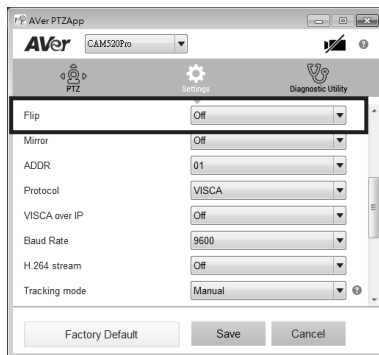 AVer PTZApp
AVer CAM520Pro
PTZ Settings Diagnostic Utility
Flip Off
Mirror Off
ADDR 01
Protocol VISCA
VISCA over IP Off
Baud Rate 9600
H.264 stream Off
Tracking mode Manual
Factory Default Save Cancel